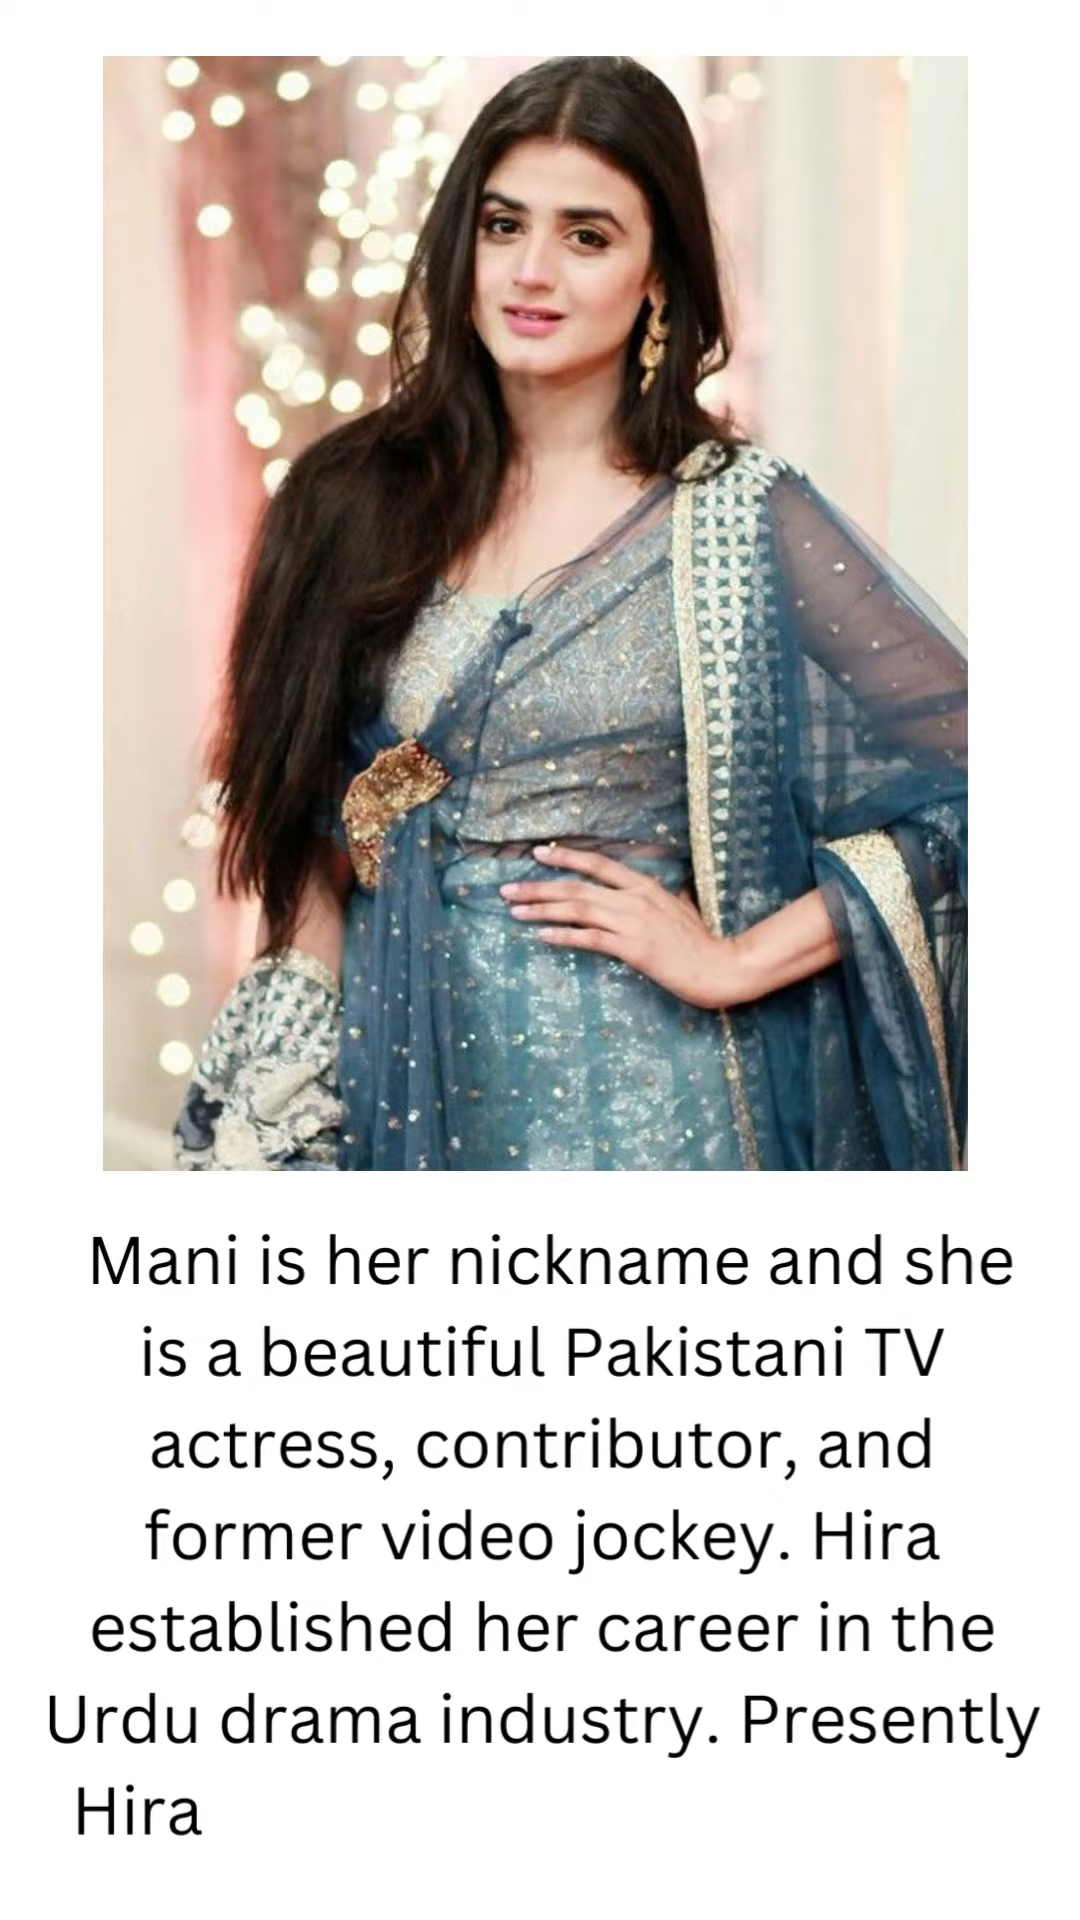 Mani is her nickname and she
is a beautiful Pakistani TV
actress, contributor, and
former video jockey. Hira
established her career in the
Urdu drama industry. Presently
Hira